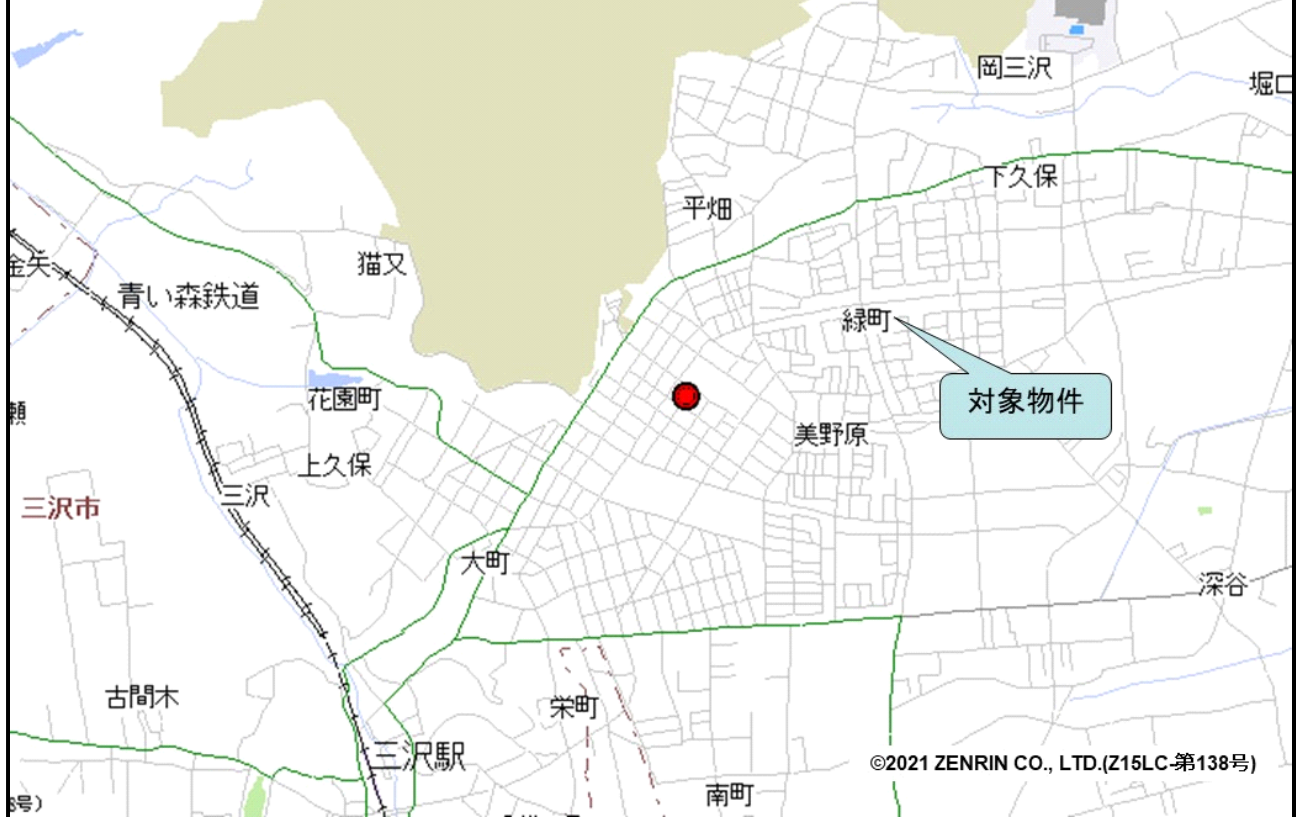 岡三沢
堀口
下久保
平畑
猫又
金矢
青い森鉄道
緑町
対象物件
花園町
美野原
上久保
三沢
三沢市
大町
深谷
古間木
栄町
三沢駅
©2021 ZENRIN CO., LTD.(Z15LC-第138号)
南町
号）